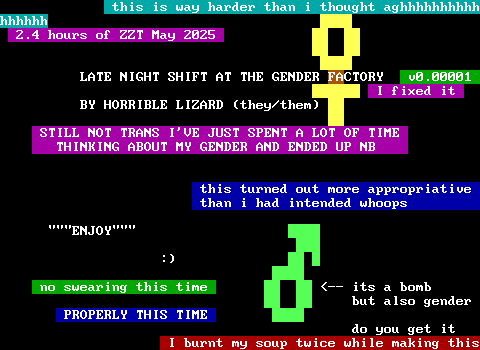 this is way harder than i thought aghhhhhhhhhh
hhhhhh
2.4 hours of ZZT May 2025
LATE NIGHT SHIFT AT THE GENDER FACTORY v0.00001
I fixed it
BY HORRIBLE LIZARD (they/them)
STILL NOT TRANS I'VE JUST SPENT A LOT OF TIME
THINKING ABOUT MY GENDER AND ENDED UP NB
this turned out more appropriative
than i had intended whoops
"""ENJOY"""
:)
no swearing this time <-- its a bomb
but also gender
PROPERLY THIS TIME
do you get it
I burnt my soup twice while making this